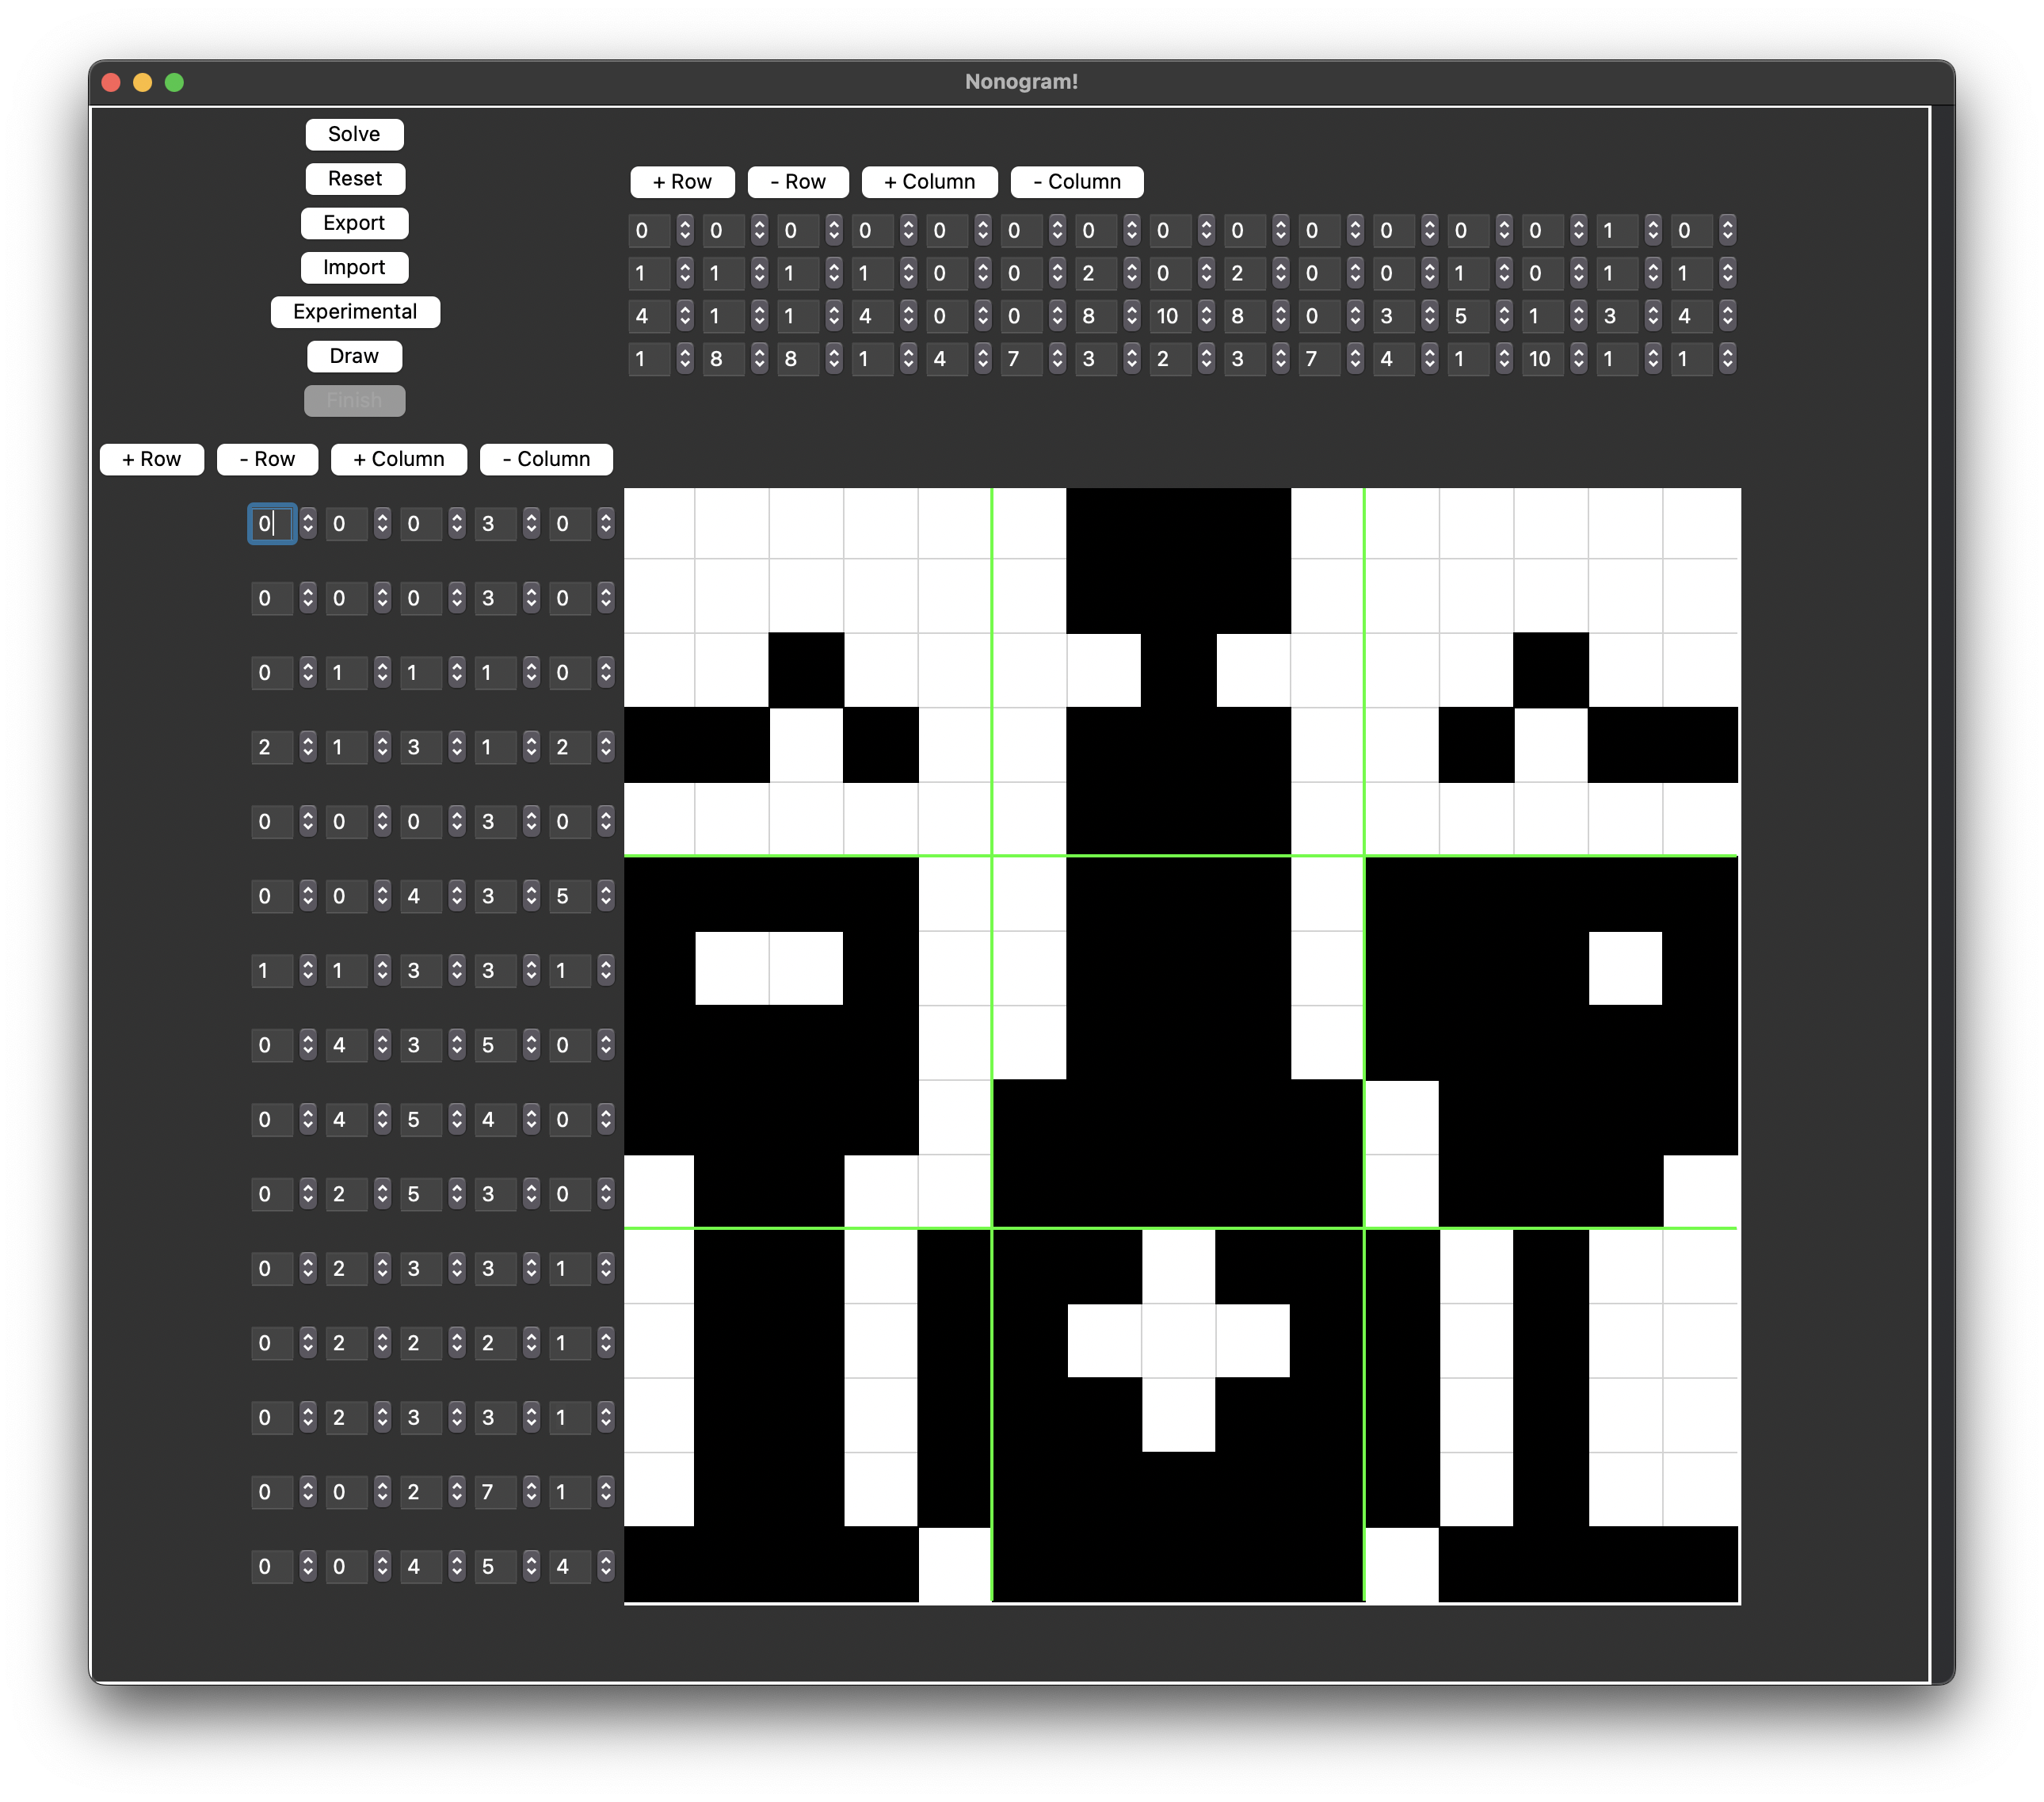 Nonogram!
Solve
Reset
Export
Import
Experimental
Draw
Finish
+ Row - Row + Column - Column
0 0 0 0 0 0 0 0 0 0 0 0 0 1 0
1 1 1 1 0 0 2 0 2 0 0 1 0 1 1
4 1 1 4 0 0 8 10 8 0 3 5 1 3 4
1 8 8 1 4 7 3 2 3 7 4 1 10 1 1
+ Row - Row + Column - Column
0 0 0 3 0
0 0 0 3 0
0 1 1 1 0
2 1 3 1 2
0 0 0 3 0
0 0 4 3 5
1 1 3 3 1
0 4 3 5 0
0 4 5 4 0
0 2 5 3 0
0 2 3 3 1
0 2 2 2 1
0 2 3 3 1
0 0 2 7 1
0 0 4 5 4